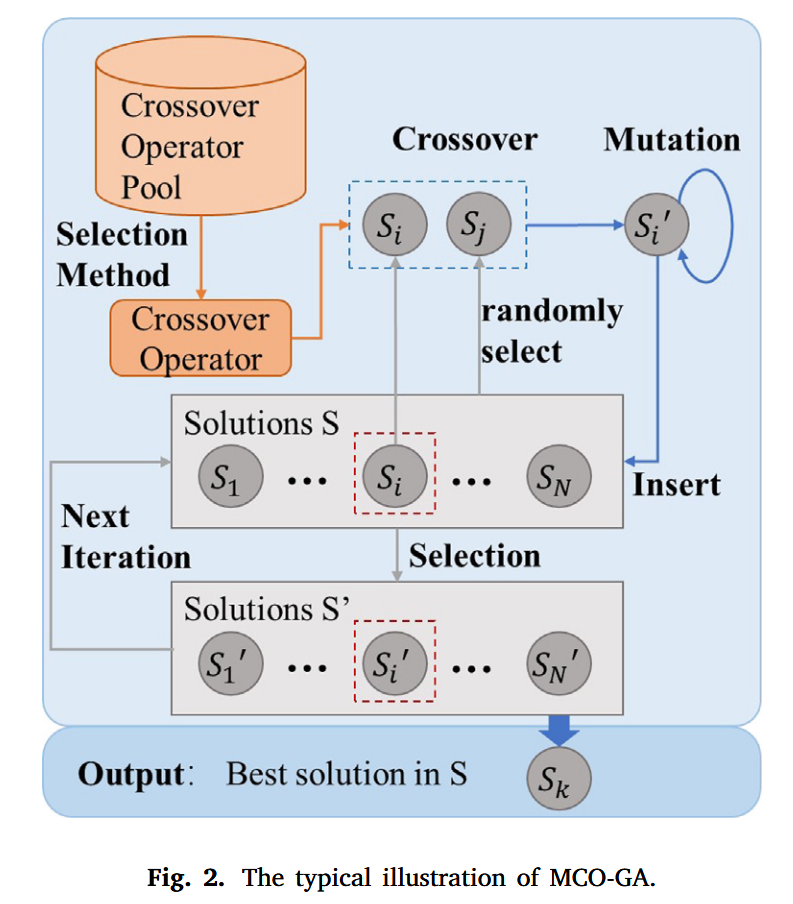 Crossover
Operator
Pool
Crossover
Mutation
S_i
S_j
S_i′
Selection
Method
Crossover
Operator
randomly
select
Solutions S
S_1 ••• S_i ••• S_N
Insert
Next
Iteration
Selection
Solutions S’
S_1′ ••• S_i′ ••• S_N′
Output: Best solution in S
S_k
Fig. 2. The typical illustration of MCO-GA.